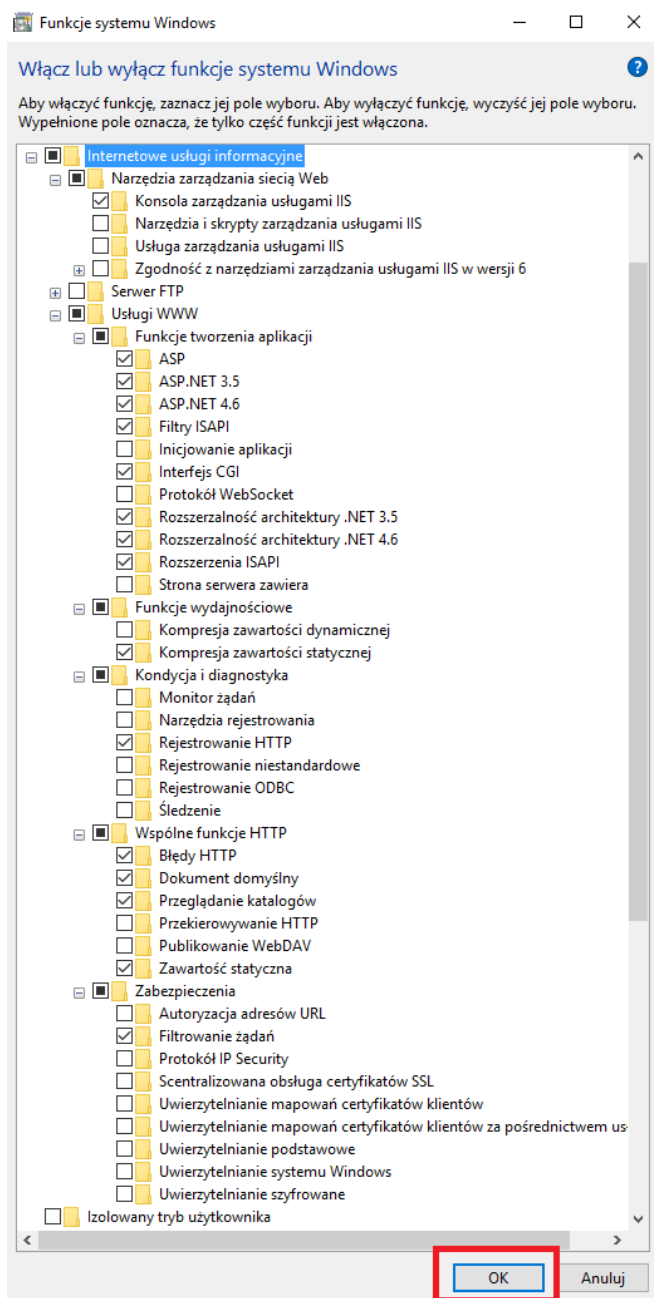 Funkcje systemu Windows
Włącz lub wyłącz funkcje systemu Windows
Aby włączyć funkcję, zaznacz jej pole wyboru. Aby wyłączyć funkcję, wyczyść jej pole wyboru.
Wypełnione pole oznacza, że tylko część funkcji jest włączona.
Internetowe usługi informacyjne
Narzędzia zarządzania siecią Web
Konsola zarządzania usługami IIS
Narzędzia i skrypty zarządzania usługami IIS
Usługa zarządzania usługami IIS
Zgodność z narzędziami zarządzania usługami IIS w wersji 6
Serwer FTP
Usługi WWW
Funkcje tworzenia aplikacji
ASP
ASP.NET 3.5
ASP.NET 4.6
Filtry ISAPI
Inicjowanie aplikacji
Interfejs CGI
Protokół WebSocket
Rozszerzalność architektury .NET 3.5
Rozszerzalność architektury .NET 4.6
Rozszerzenia ISAPI
Strona serwera zawiera
Funkcje wydajnościowe
Kompresja zawartości dynamicznej
Kompresja zawartości statycznej
Kondycja i diagnostyka
Monitor żądań
Narzędzia rejestrowania
Rejestrowanie HTTP
Rejestrowanie niestandardowe
Rejestrowanie ODBC
Śledzenie
Wspólne funkcje HTTP
Błędy HTTP
Dokument domyślny
Przeglądanie katalogów
Przekierowywanie HTTP
Publikowanie WebDAV
Zawartość statyczna
Zabezpieczenia
Autoryzacja adresów URL
Filtrowanie żądań
Protokół IP Security
Scentralizowana obsługa certyfikatów SSL
Uwierzytelnianie mapowań certyfikatów klientów
Uwierzytelnianie mapowań certyfikatów klientów za pośrednictwem us
Uwierzytelnianie podstawowe
Uwierzytelnianie systemu Windows
Uwierzytelnianie szyfrowane
Izolowany tryb użytkownika
OK Anuluj